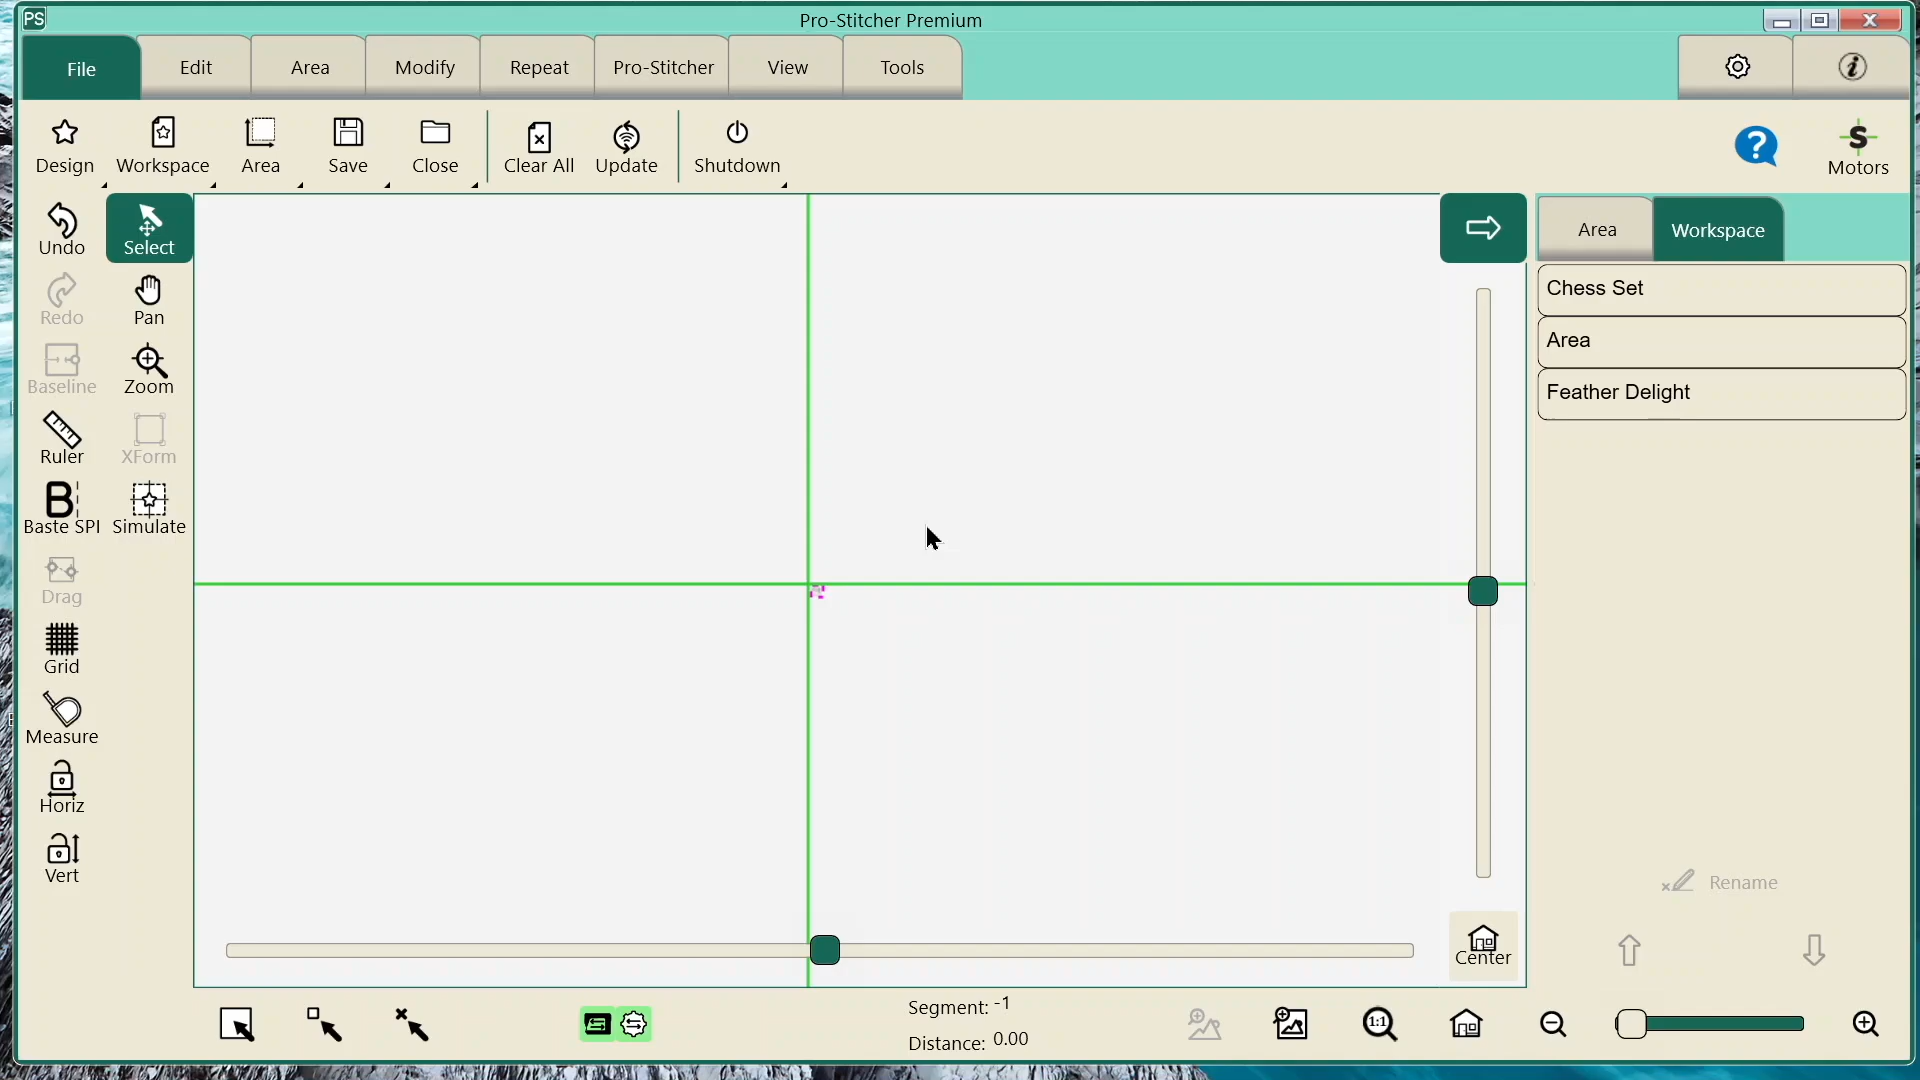 PS
Pro-Stitcher Premium
File
Edit
Area
Modify
Repeat
Pro-Stitcher
View
Tools
Design
Workspace
Area
Save
Close
Clear All
Update
Shutdown
?
S
Motors
Undo
Select
Redo
Pan
Baseline
Zoom
Ruler
XForm
B
Baste SPI
Simulate
Drag
Grid
Measure
Horiz
Vert
Area
Workspace
Chess Set
Area
Feather Delight
Rename
Center
Segment: -1
Distance: 0.00
1:1